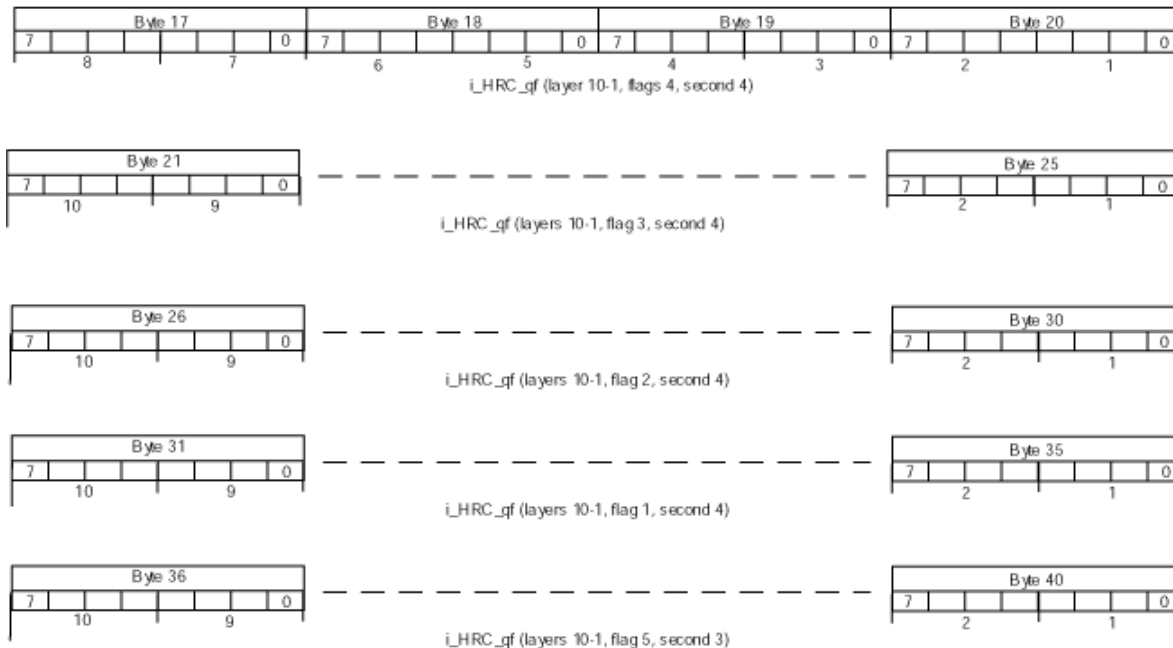 Byte 17 Byte 18 Byte 19 Byte 20
7 0 7 0 7 0 7 0
8 7 6 5 4 3 2 1
i_HRC_qf (layer 10-1, flags 4, second 4)
Byte 21 Byte 25
7 0 7 0
10 9 2 1
i_HRC_qf (layers 10-1, flag 3, second 4)
Byte 26 Byte 30
7 0 7 0
10 9 2 1
i_HRC_qf (layers 10-1, flag 2, second 4)
Byte 31 Byte 35
7 0 7 0
10 9 2 1
i_HRC_qf (layers 10-1, flag 1, second 4)
Byte 36 Byte 40
7 0 7 0
10 9 2 1
i_HRC_qf (layers 10-1, flag 5, second 3)